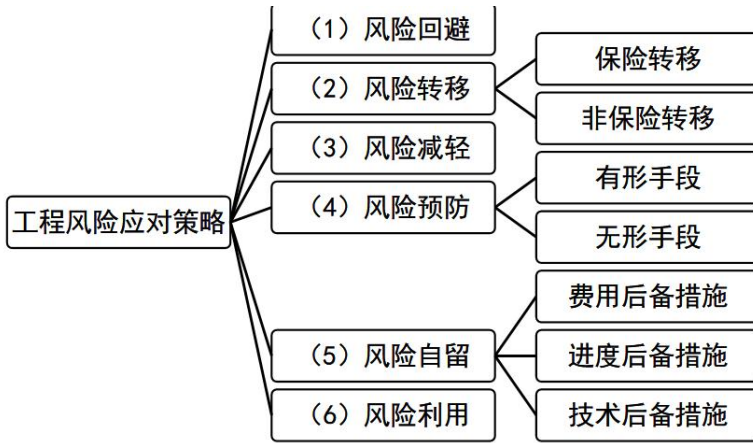 工程风险应对策略
（1）风险回避
（2）风险转移
保险转移
非保险转移
（3）风险减轻
（4）风险预防
有形手段
无形手段
（5）风险自留
费用后备措施
进度后备措施
技术后备措施
（6）风险利用